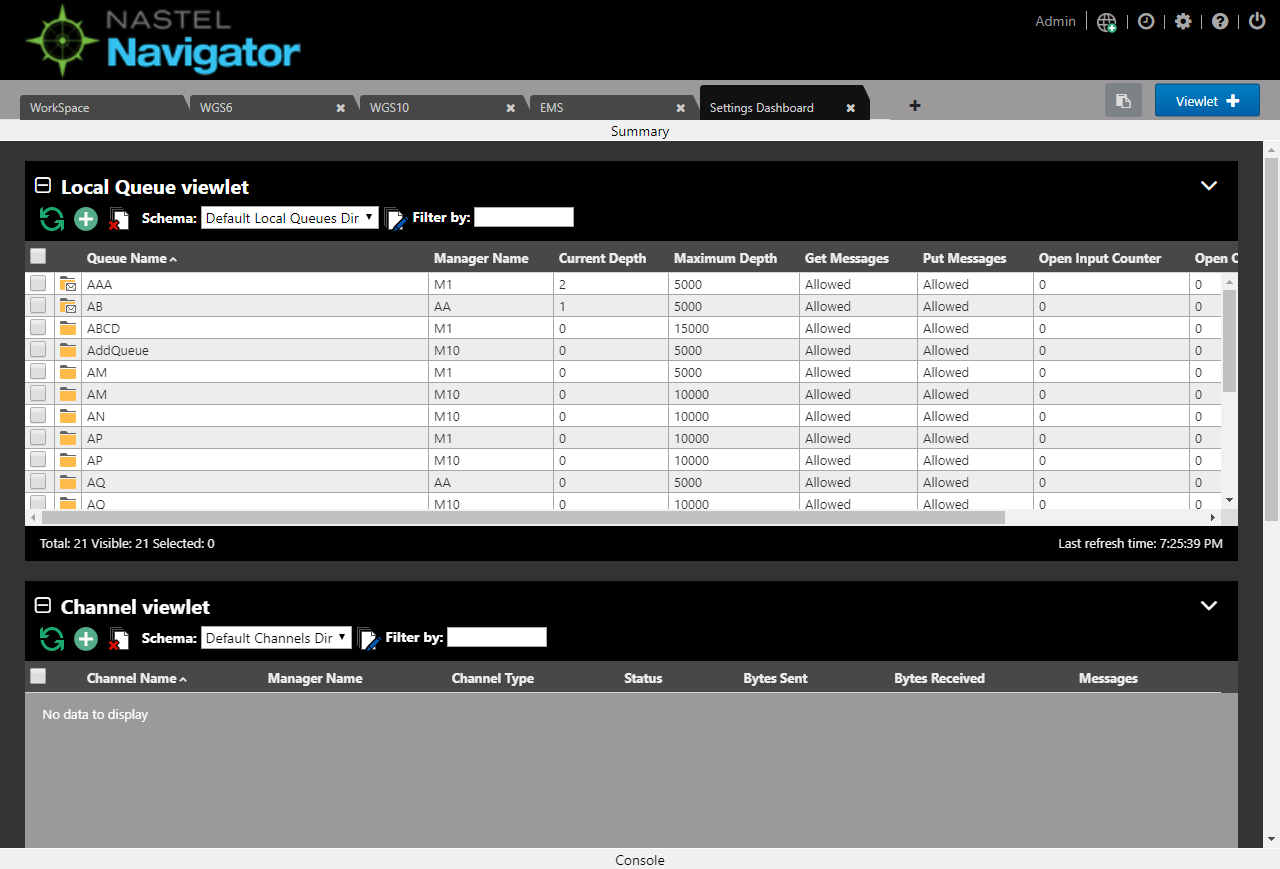 NASTEL
Navigator
Admin
WorkSpace WGS6 WGS10 EMS Settings Dashboard Viewlet
Summary
Local Queue viewlet
Schema: Default Local Queues Dir Filter by:
Queue Name Manager Name Current Depth Maximum Depth Get Messages Put Messages Open Input Counter Open
AAA M1 2 5000 Allowed Allowed 0 0
AB AA 1 5000 Allowed Allowed 0 0
ABCD M1 0 15000 Allowed Allowed 0 0
AddQueue M10 0 5000 Allowed Allowed 0 0
AM M1 0 5000 Allowed Allowed 0 0
AM M10 0 10000 Allowed Allowed 0 0
AN M10 0 10000 Allowed Allowed 0 0
AP M1 0 10000 Allowed Allowed 0 0
AP M10 0 10000 Allowed Allowed 0 0
AQ AA 0 5000 Allowed Allowed 0 0
AQ M10 0 10000 Allowed Allowed 0 0
Total: 21 Visible: 21 Selected: 0 Last refresh time: 7:25:39 PM
Channel viewlet
Schema: Default Channels Dir Filter by:
Channel Name Manager Name Channel Type Status Bytes Sent Bytes Received Messages
No data to display
Console